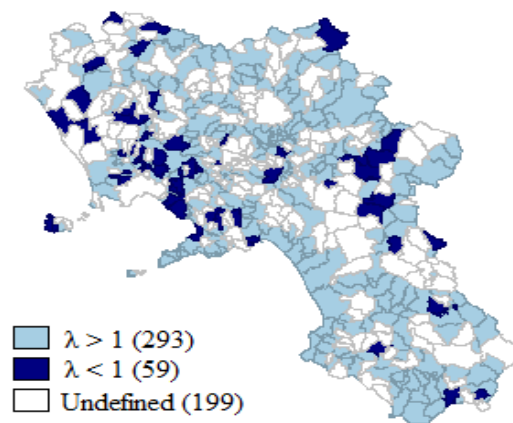 λ > 1 (293)
λ < 1 (59)
Undefined (199)